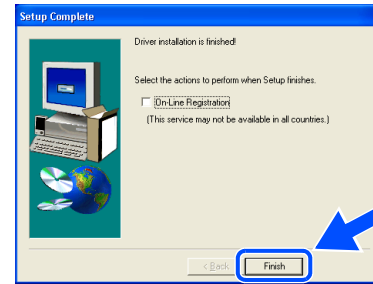 Setup Complete
Driver installation is finished!
Select the actions to perform when Setup finishes.
On-Line Registration
(This service may not be available in all countries.)
< Back
Finish